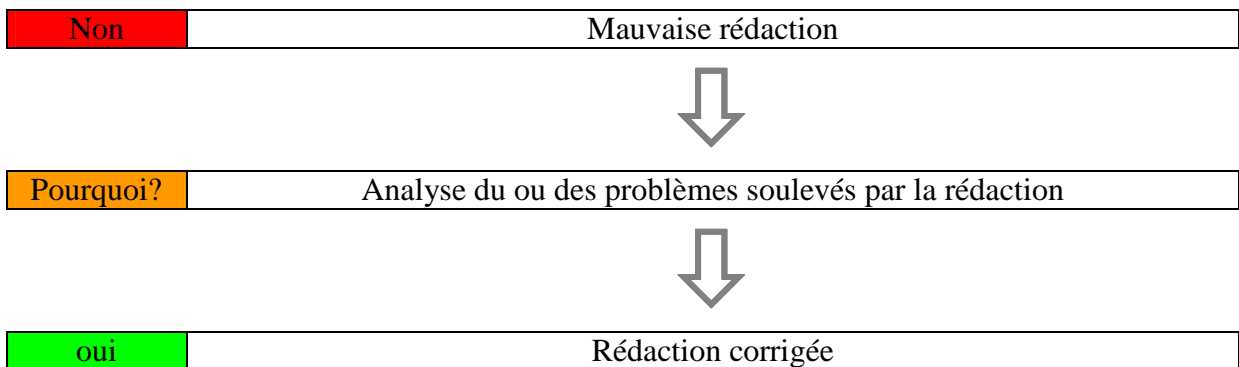 Non Mauvaise rédaction
Pourquoi? Analyse du ou des problèmes soulevés par la rédaction
oui Rédaction corrigée